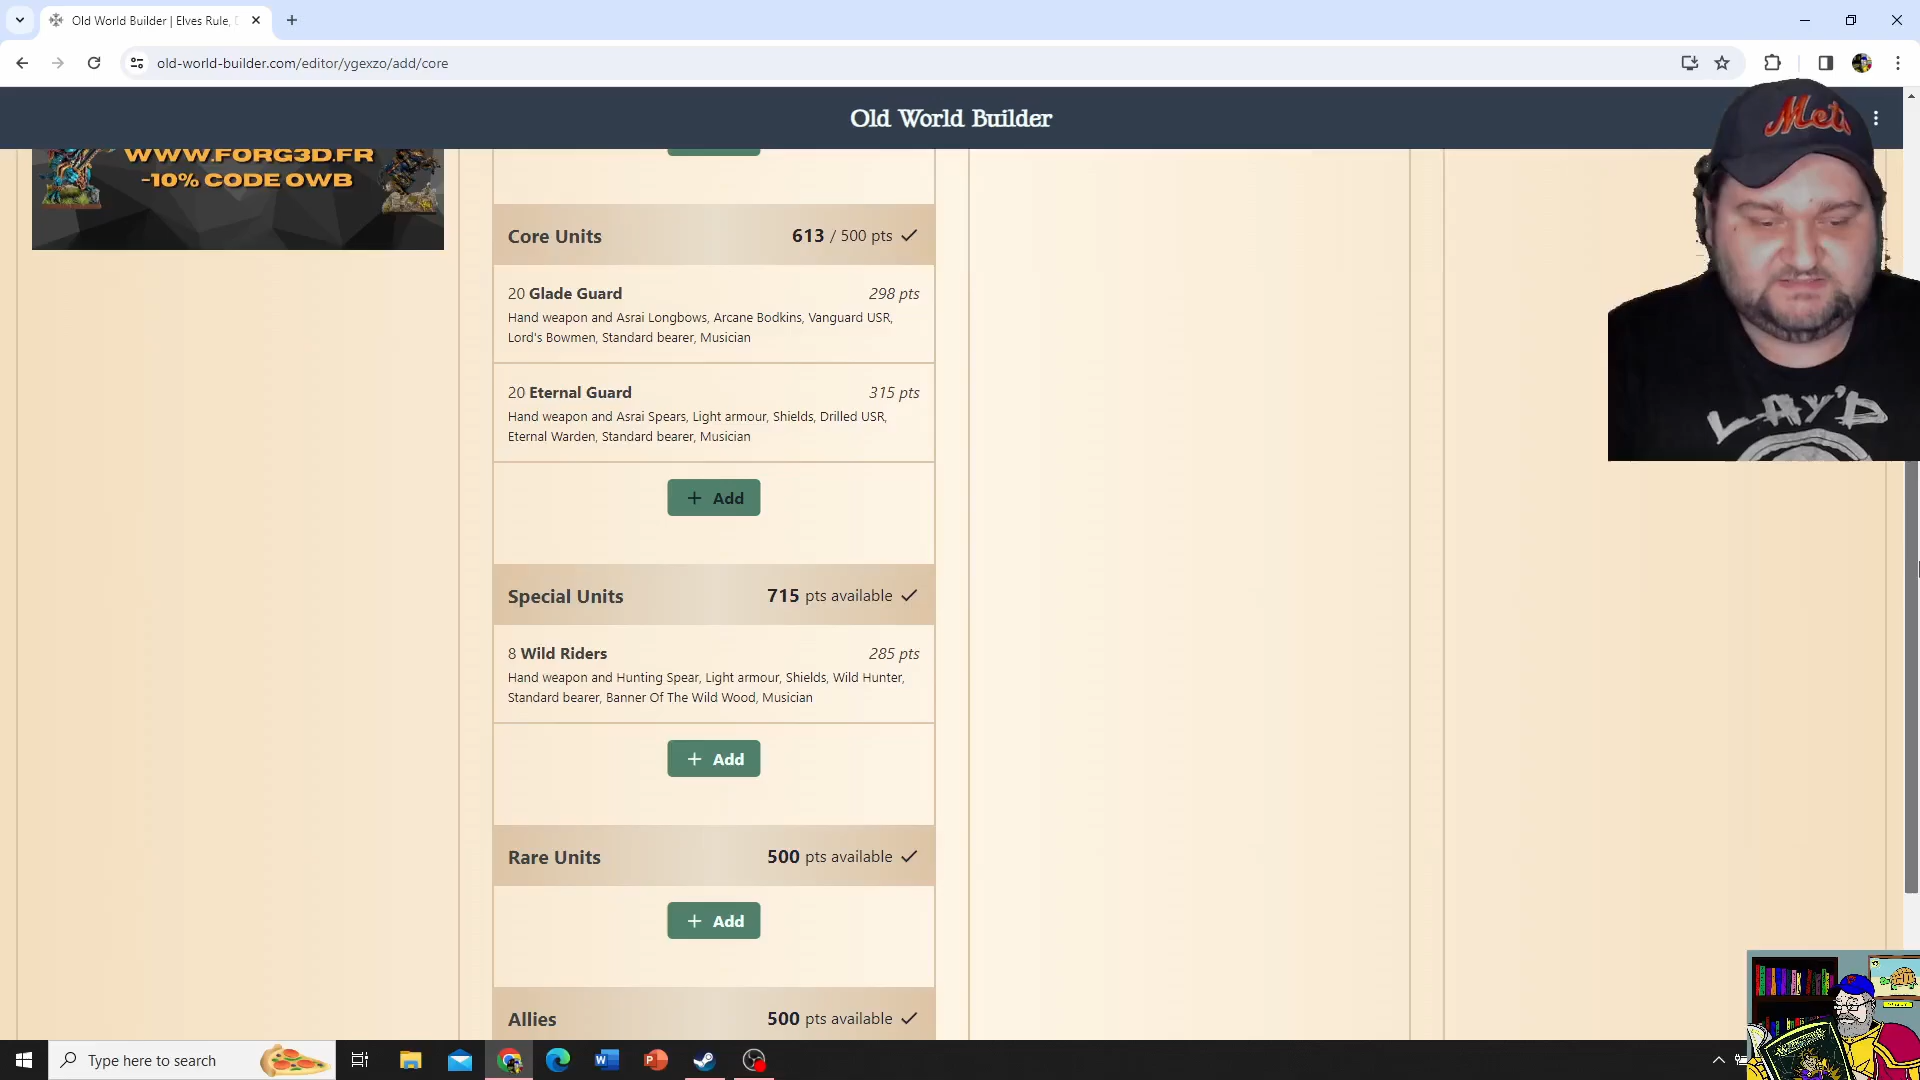 Old World Builder | Elves Rule, D
old-world-builder.com/editor/ygexzo/add/core
Old World Builder
Mets
WWW.FORG3D.FR
-10% CODE OWB
Core Units 613 / 500 pts
20 Glade Guard 298 pts
Hand weapon and Asrai Longbows, Arcane Bodkins, Vanguard USR,
Lord's Bowmen, Standard bearer, Musician
20 Eternal Guard 315 pts
Hand weapon and Asrai Spears, Light armour, Shields, Drilled USR,
Eternal Warden, Standard bearer, Musician
LAY'D
+ Add
Special Units 715 pts available
8 Wild Riders 285 pts
Hand weapon and Hunting Spear, Light armour, Shields, Wild Hunter,
Standard bearer, Banner Of The Wild Wood, Musician
+ Add
Rare Units 500 pts available
+ Add
Allies 500 pts available
Type here to search